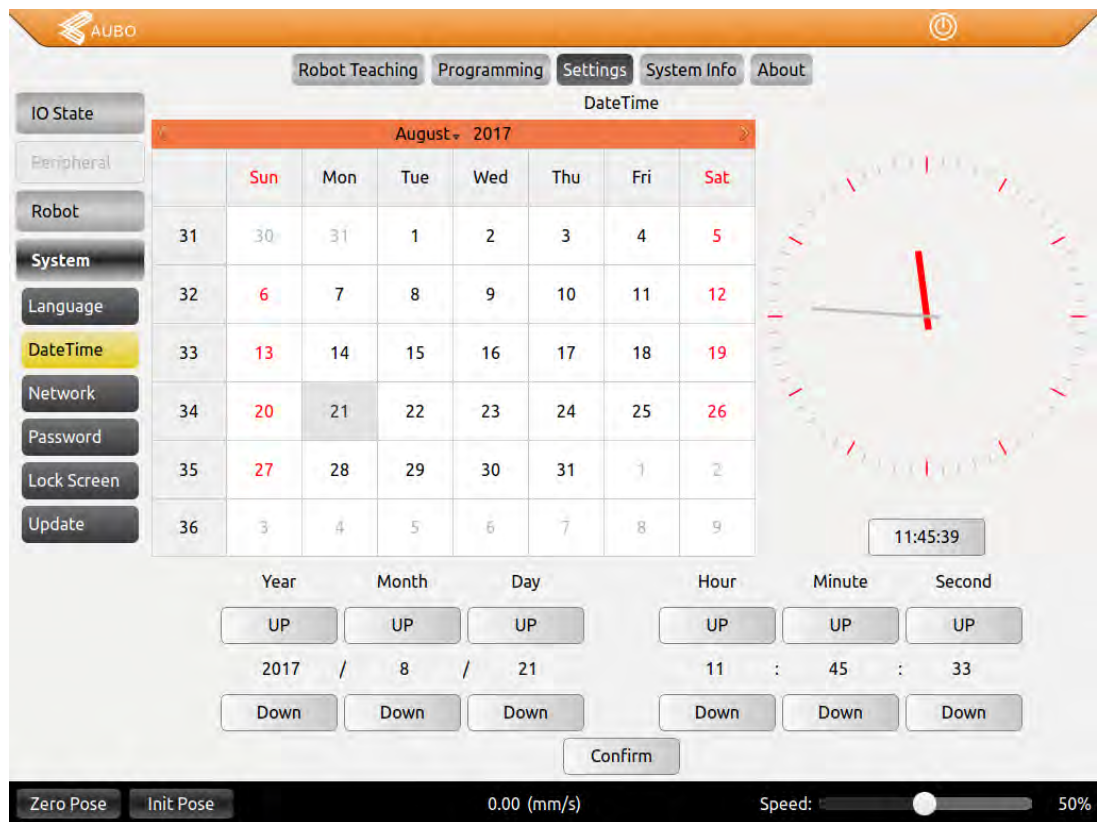 AUBO
Robot Teaching Programming Settings System Info About
IO State
Peripheral
Robot
System
Language
DateTime
Network
Password
Lock Screen
Update
DateTime
August 2017
Sun Mon Tue Wed Thu Fri Sat
31 30 31 1 2 3 4 5
32 6 7 8 9 10 11 12
33 13 14 15 16 17 18 19
34 20 21 22 23 24 25 26
35 27 28 29 30 31 1 2
36 3 4 5 6 7 8 9
11:45:39
Year Month Day Hour Minute Second
UP UP UP UP UP UP
2017 / 8 / 21 11 : 45 : 33
Down Down Down Down Down Down
Confirm
Zero Pose Init Pose 0.00 (mm/s) Speed: 50%